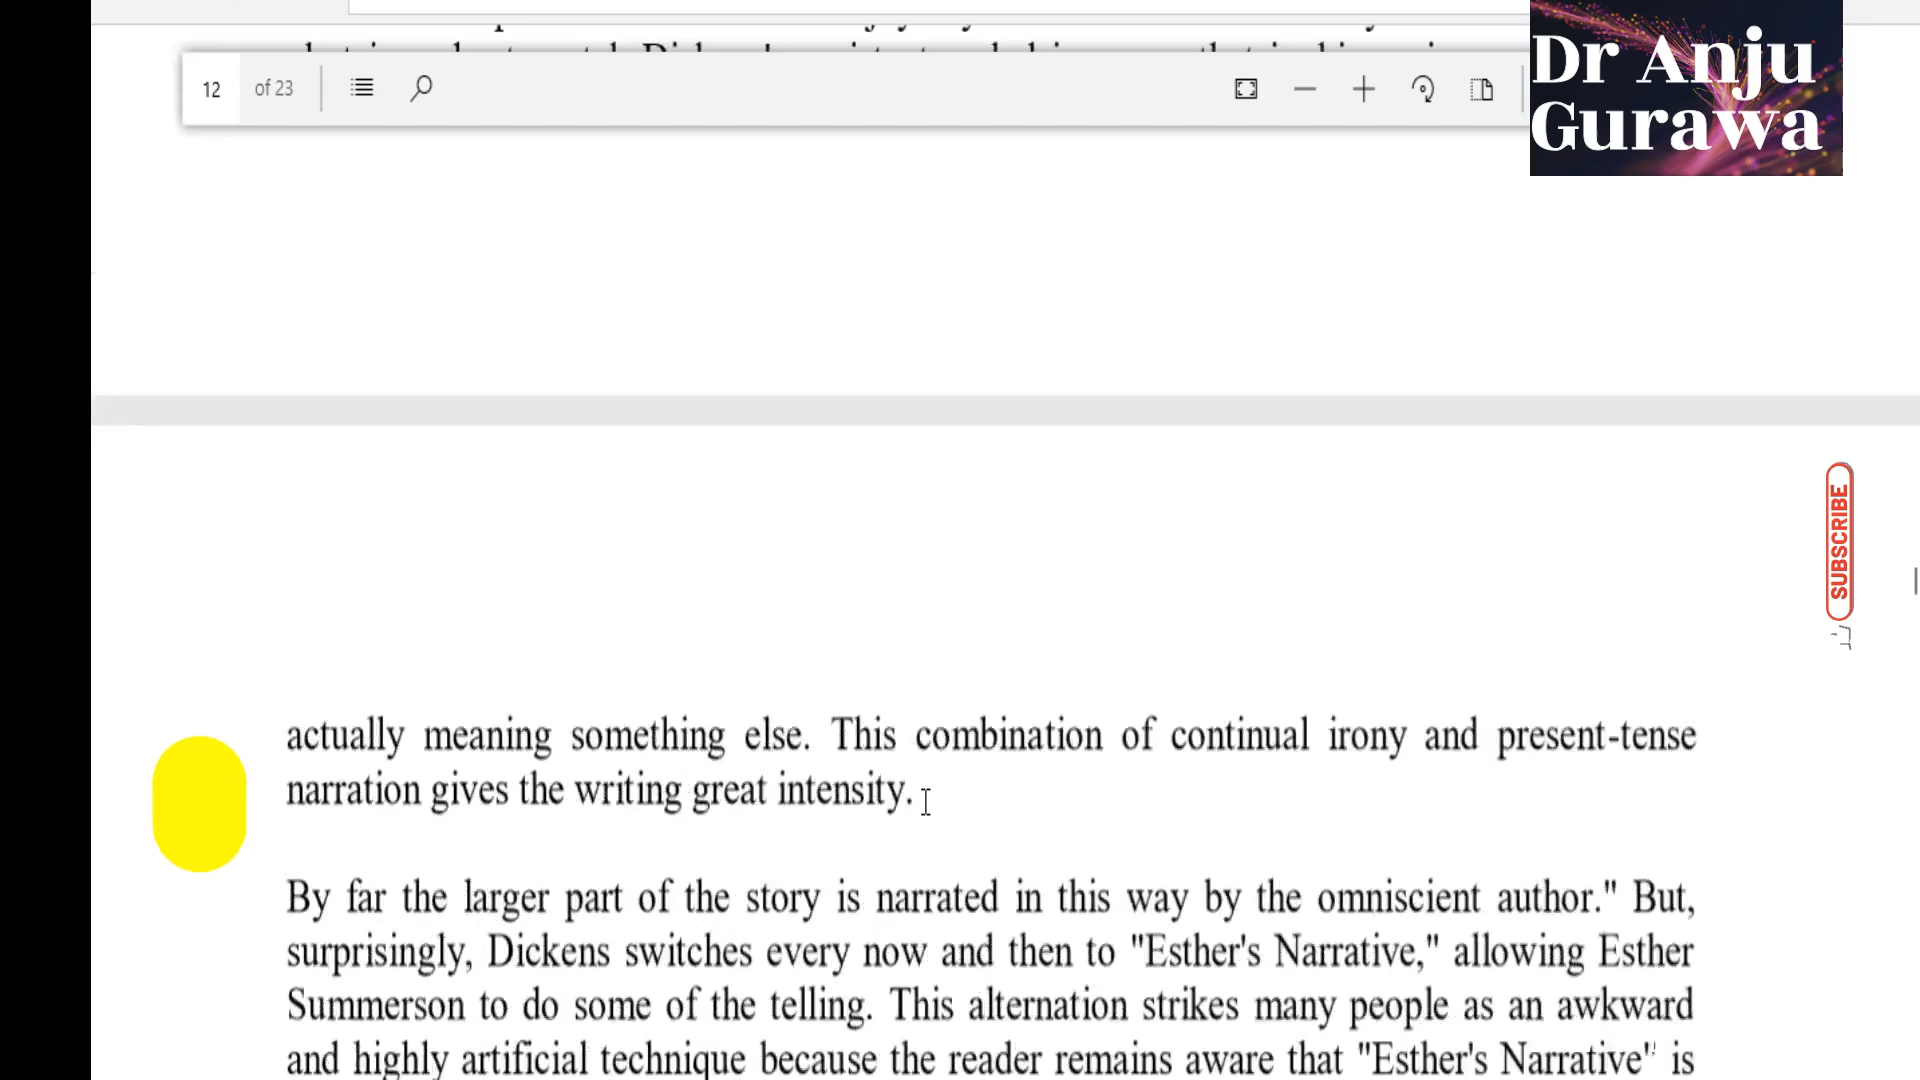 12 of 23
Dr Anju
Gurawa
SUBSCRIBE
actually meaning something else. This combination of continual irony and present-tense
narration gives the writing great intensity.
By far the larger part of the story is narrated in this way by the omniscient author." But,
surprisingly, Dickens switches every now and then to "Esther's Narrative," allowing Esther
Summerson to do some of the telling. This alternation strikes many people as an awkward
and highly artificial technique because the reader remains aware that "Esther's Narrative" is